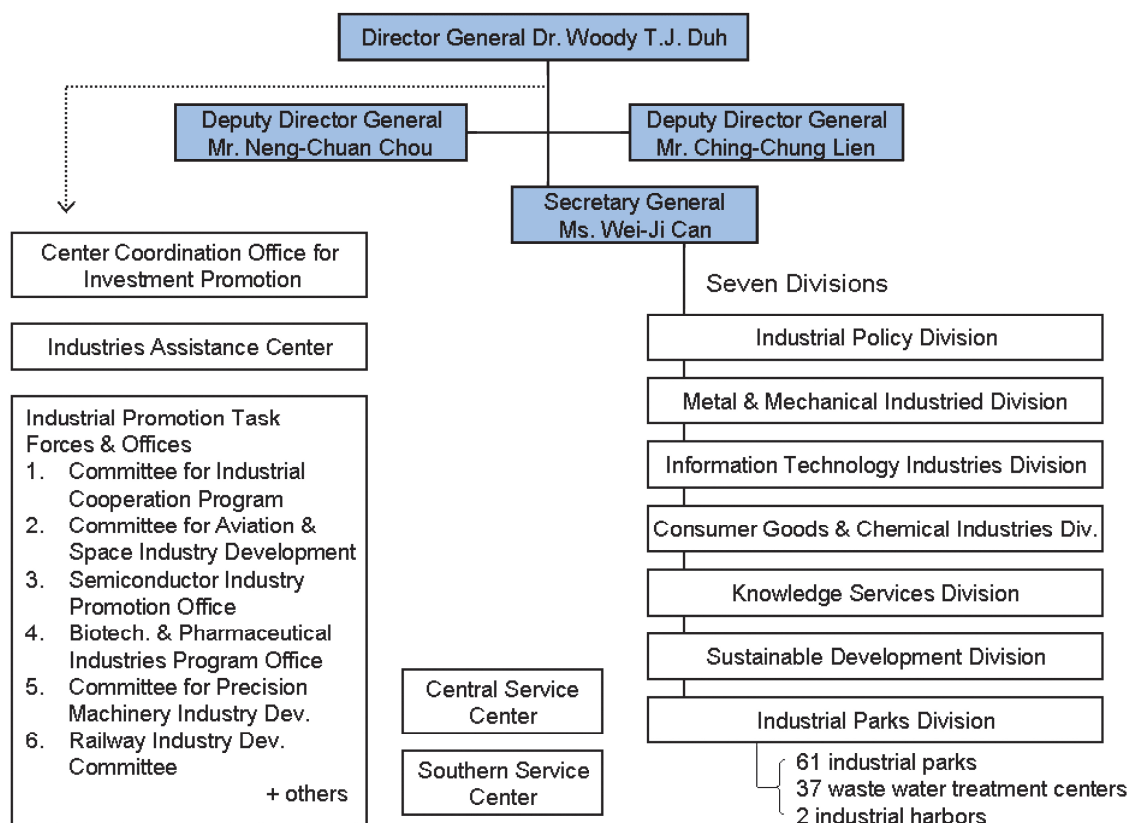 Director General Dr. Woody T.J. Duh
Deputy Director General
Mr. Neng-Chuan Chou
Deputy Director General
Mr. Ching-Chung Lien
Secretary General
Ms. Wei-Ji Can
Center Coordination Office for
Investment Promotion
Industries Assistance Center
Industrial Promotion Task
Forces & Offices
1. Committee for Industrial
Cooperation Program
2. Committee for Aviation &
Space Industry Development
3. Semiconductor Industry
Promotion Office
4. Biotech. & Pharmaceutical
Industries Program Office
5. Committee for Precision
Machinery Industry Dev.
6. Railway Industry Dev.
Committee
+ others
Central Service
Center
Southern Service
Center
Seven Divisions
Industrial Policy Division
Metal & Mechanical Industried Division
Information Technology Industries Division
Consumer Goods & Chemical Industries Div.
Knowledge Services Division
Sustainable Development Division
Industrial Parks Division
61 industrial parks
37 waste water treatment centers
2 industrial harbors